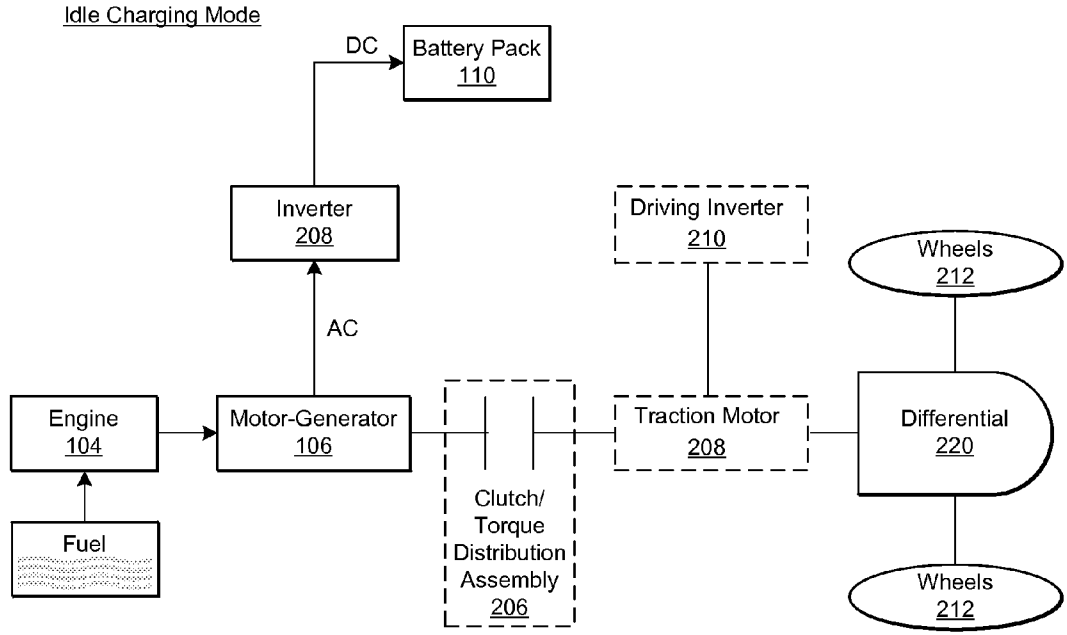 Idle Charging Mode
DC
Battery Pack
110
Inverter
208
Driving Inverter
210
Wheels
212
AC
Engine
104
Motor-Generator
106
Traction Motor
208
Differential
220
Clutch/
Torque
Distribution
Assembly
206
Fuel
Wheels
212